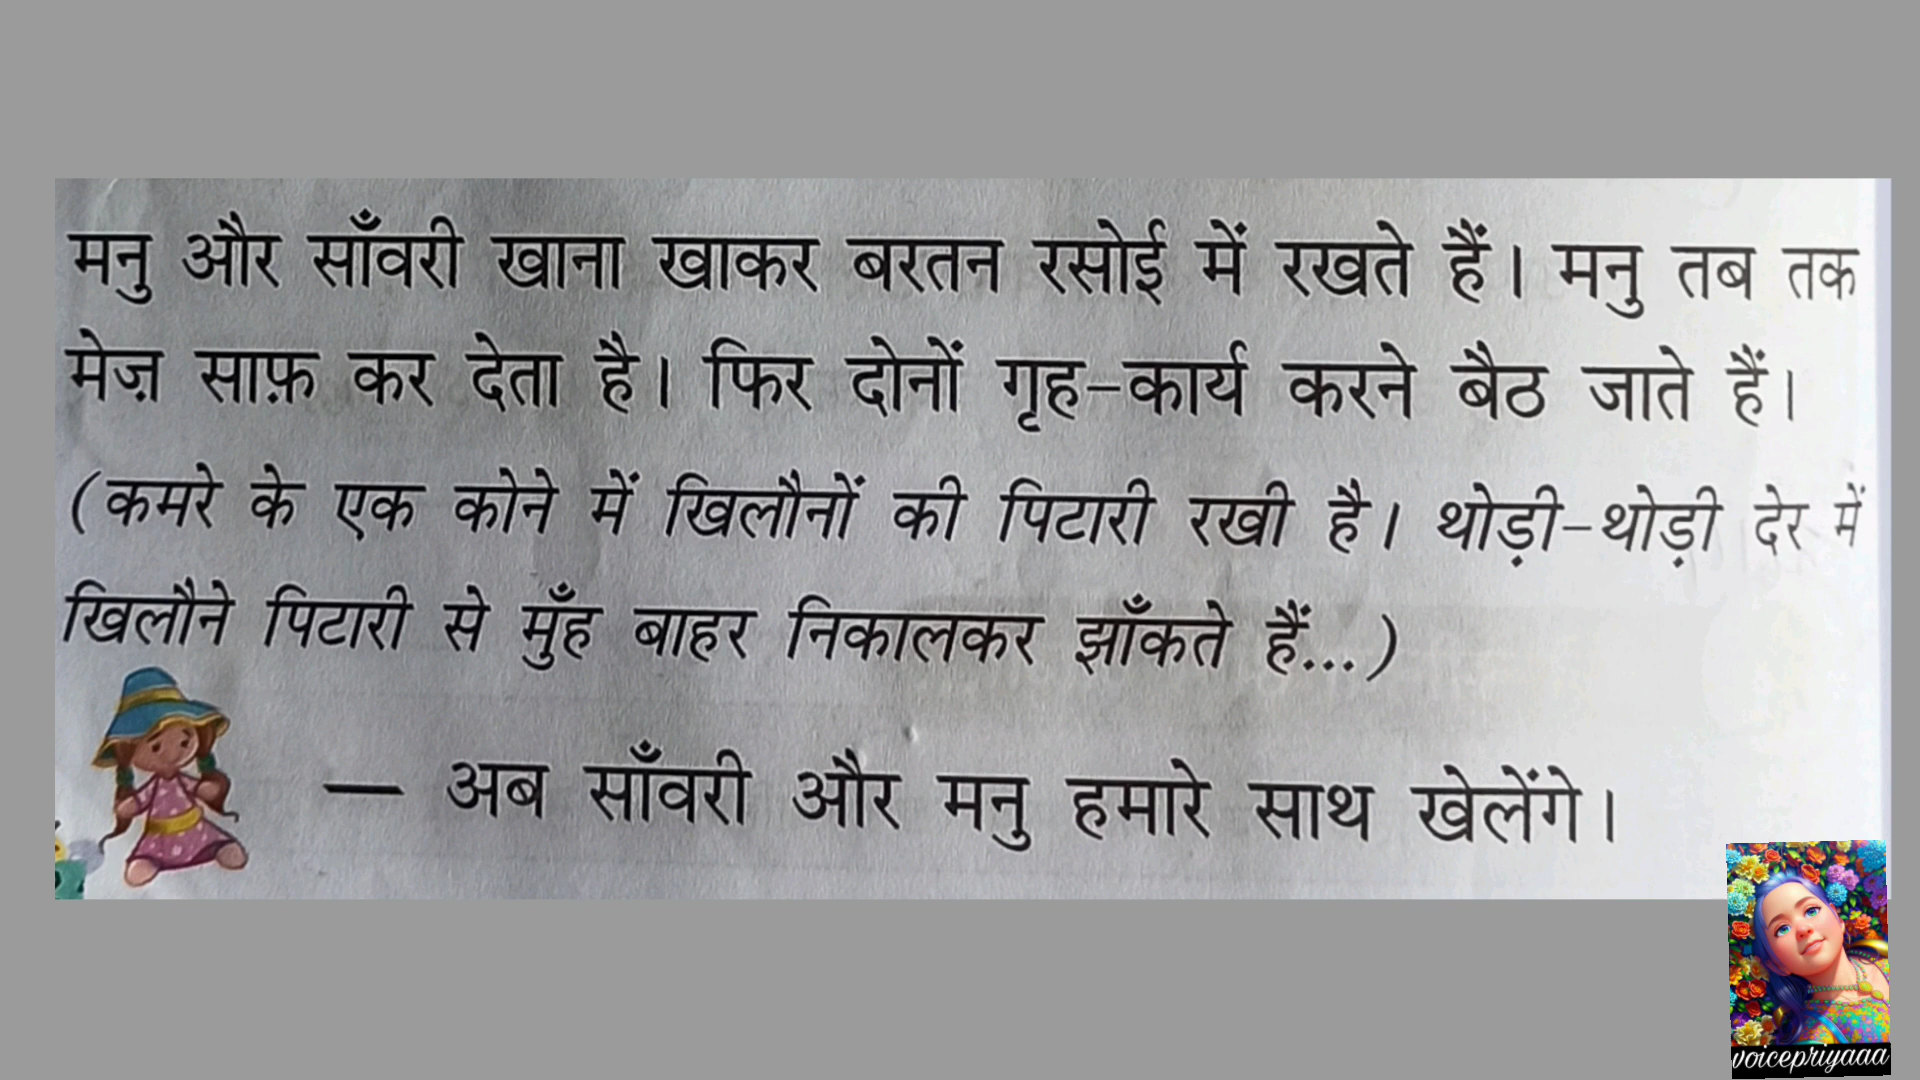 मनु और साँवरी खाना खाकर बरतन रसोई में रखते हैं। मनु तब तक
मेज़ साफ़ कर देता है। फिर दोनों गृह-कार्य करने बैठ जाते हैं।
(कमरे के एक कोने में खिलौनों की पिटारी रखी है। थोड़ी-थोड़ी देर में
खिलौने पिटारी से मुँह बाहर निकालकर झाँकते हैं...)
— अब साँवरी और मनु हमारे साथ खेलेंगे।
voicepriyaaa